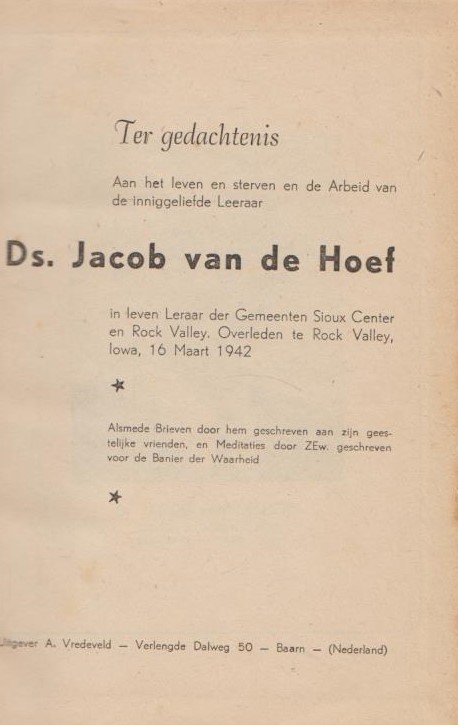 Ter gedachtenis
Aan het leven en sterven en de Arbeid van
de inniggeliefde Leeraar
Ds. Jacob van de Hoef
in leven Leraar der Gemeenten Sioux Center
en Rock Valley. Overleden te Rock Valley,
Iowa, 16 Maart 1942
Alsmede Brieven door hem geschreven aan zijn gees-
telijke vrienden, en Meditaties door ZEw. geschreven
voor de Banier der Waarheid
Uitgever A. Vredeveld — Verlengde Dalweg 50 — Baarn — (Nederland)